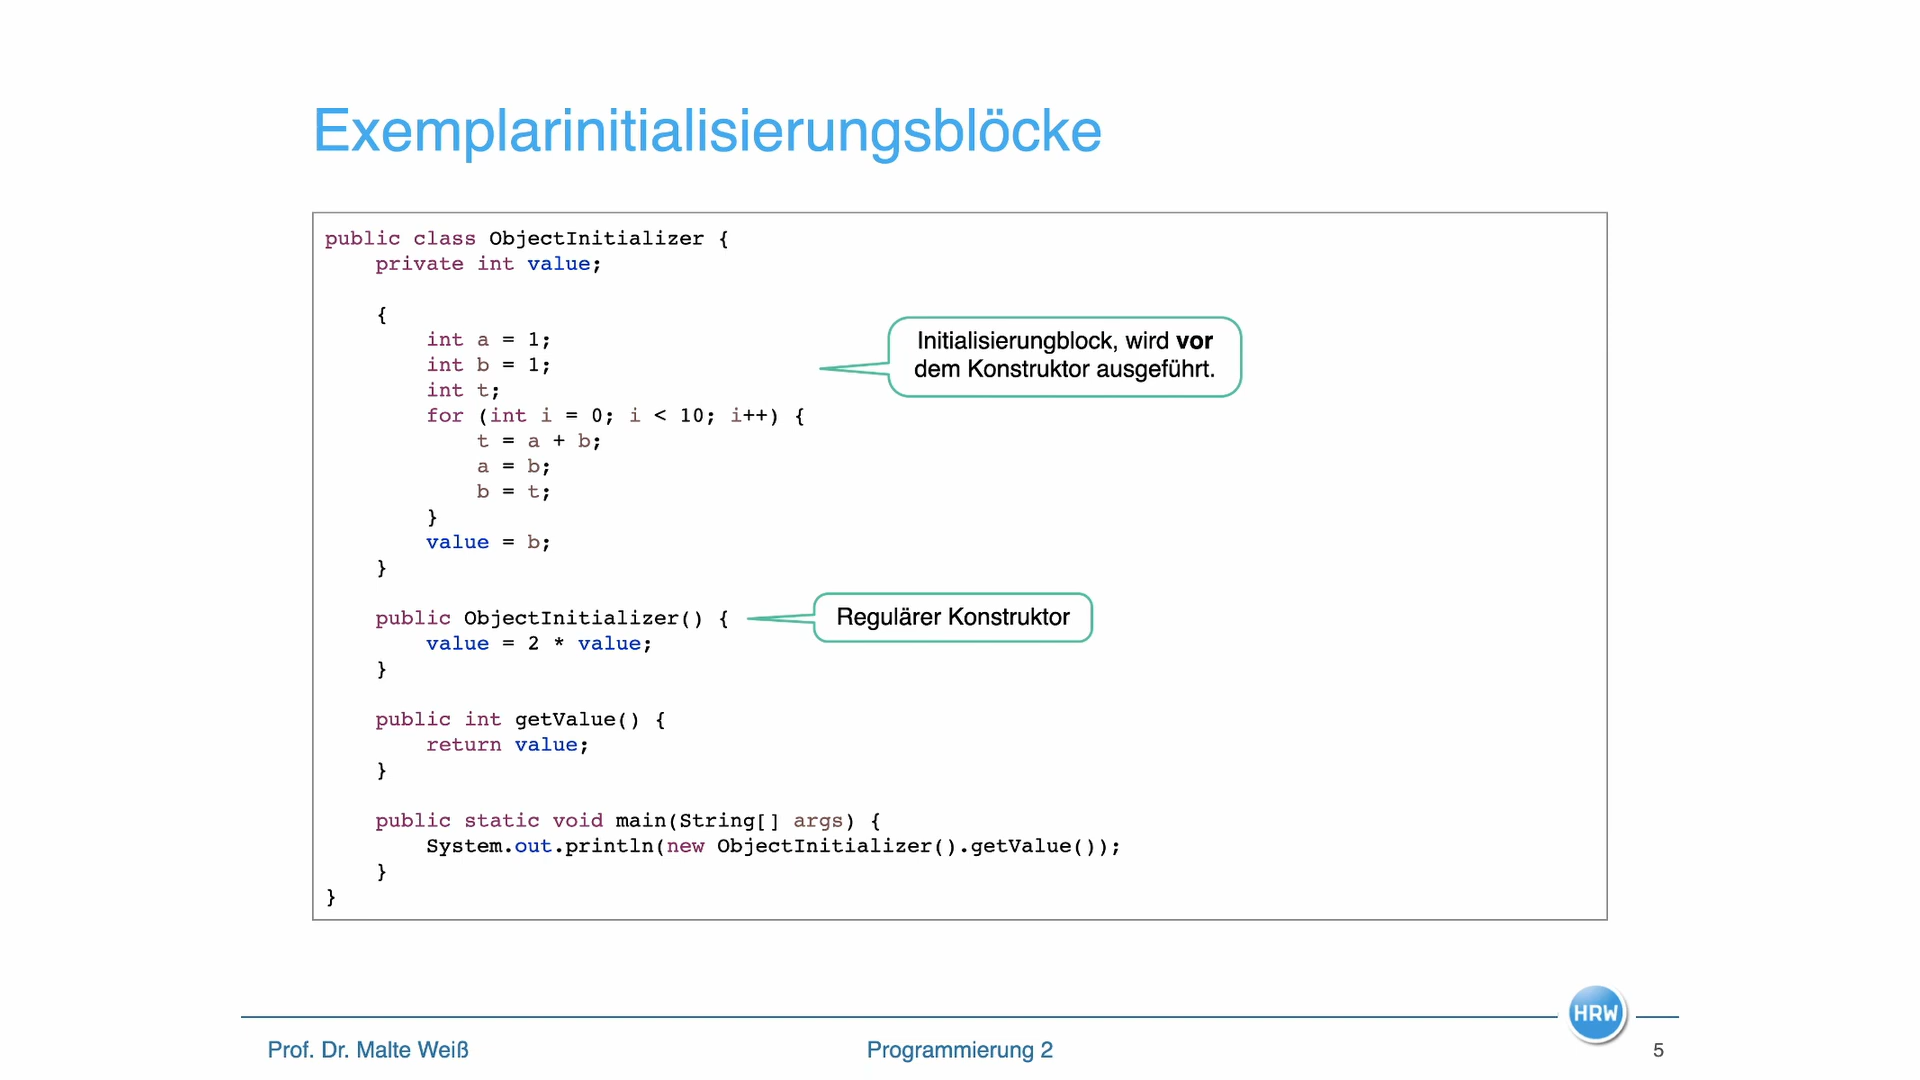 Exemplarinitialisierungsblöcke
public class ObjectInitializer {
    private int value;

    {
        int a = 1;
        int b = 1;
        int t;
        for (int i = 0; i < 10; i++) {
            t = a + b;
            a = b;
            b = t;
        }
        value = b;
    }

    public ObjectInitializer() {
        value = 2 * value;
    }

    public int getValue() {
        return value;
    }

    public static void main(String[] args) {
        System.out.println(new ObjectInitializer().getValue());
    }
}
Initialisierungblock, wird vor
dem Konstruktor ausgeführt.
Regulärer Konstruktor
HRW
Prof. Dr. Malte Weiß
Programmierung 2
5